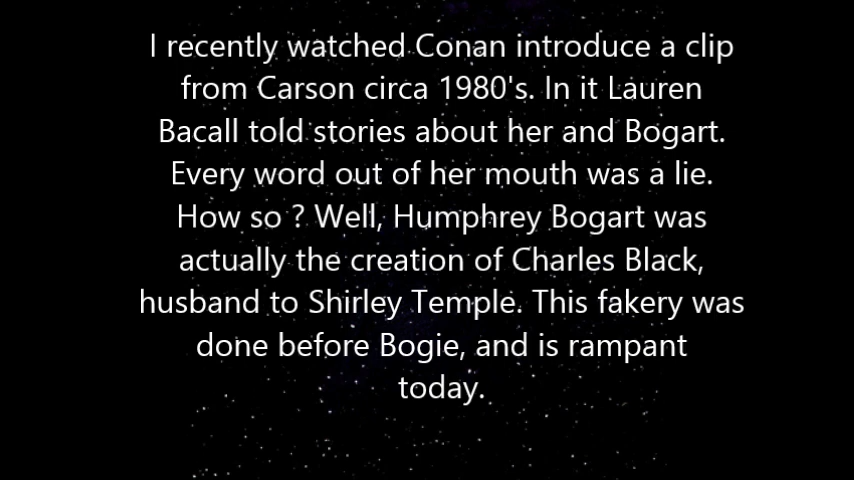 I recently watched Conan introduce a clip
from Carson circa 1980's. In it Lauren
Bacall told stories about her and Bogart.
Every word out of her mouth was a lie.
How so ? Well, Humphrey Bogart was
actually the creation of Charles Black,
husband to Shirley Temple. This fakery was
done before Bogie, and is rampant
today.